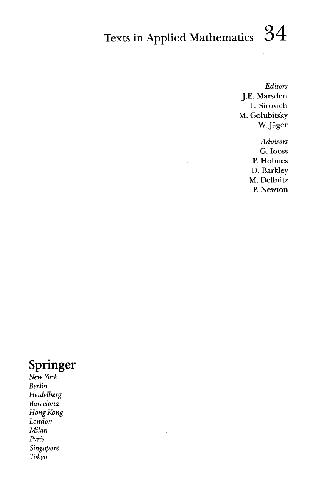 Texts in Applied Mathematics 34
Editors
J.E. Marsden
L. Sirovich
M. Golubitsky
W. Jäger
Advisors
G. Iooss
P. Holmes
D. Barkley
M. Dellnitz
P. Newton
Springer
New York
Berlin
Heidelberg
Barcelona
Hong Kong
London
Milan
Paris
Singapore
Tokyo